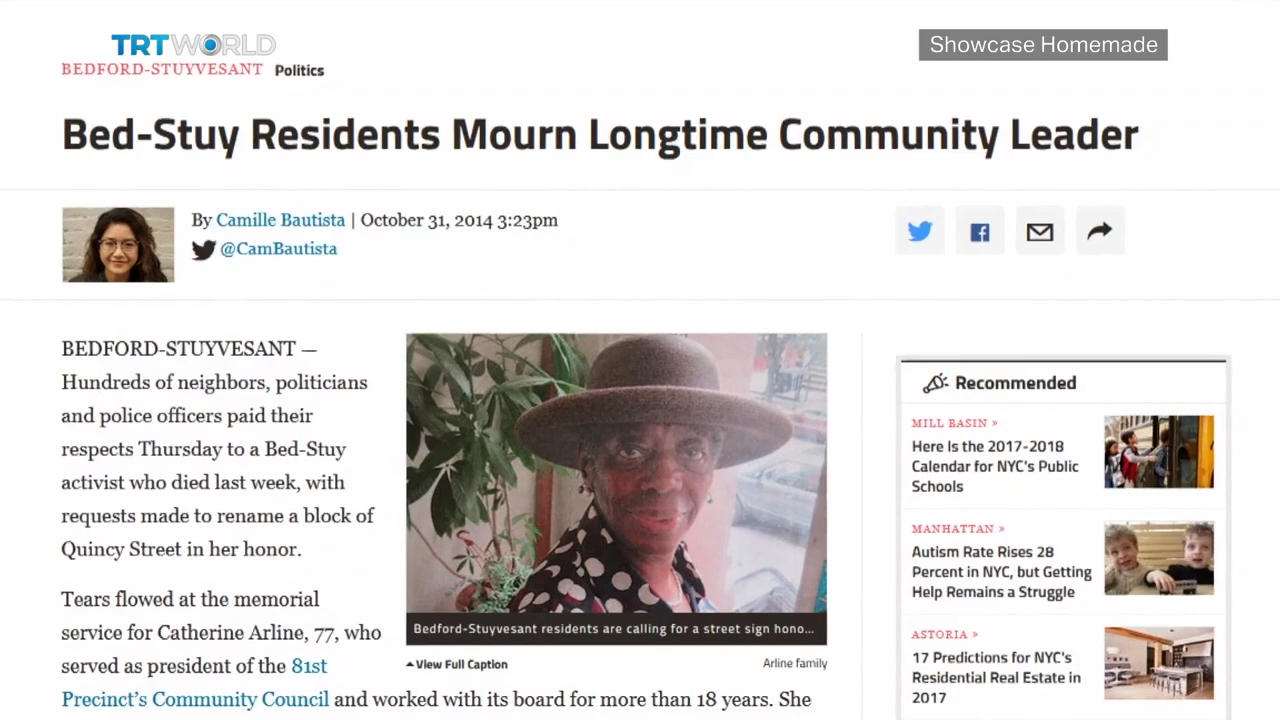 TRT WORLD
Showcase Homemade
BEDFORD-STUYVESANT Politics
Bed-Stuy Residents Mourn Longtime Community Leader
By Camille Bautista | October 31, 2014 3:23pm
@CamBautista
BEDFORD-STUYVESANT —
Hundreds of neighbors, politicians
and police officers paid their
respects Thursday to a Bed-Stuy
activist who died last week, with
requests made to rename a block of
Quincy Street in her honor.
Tears flowed at the memorial
service for Catherine Arline, 77, who
served as president of the 81st
Precinct’s Community Council and worked with its board for more than 18 years. She
Bedford-Stuyvesant residents are calling for a street sign hono...
View Full Caption
Arline family
Recommended
MILL BASIN »
Here Is the 2017-2018
Calendar for NYC's Public
Schools
MANHATTAN »
Autism Rate Rises 28
Percent in NYC, but Getting
Help Remains a Struggle
ASTORIA »
17 Predictions for NYC's
Residential Real Estate in
2017